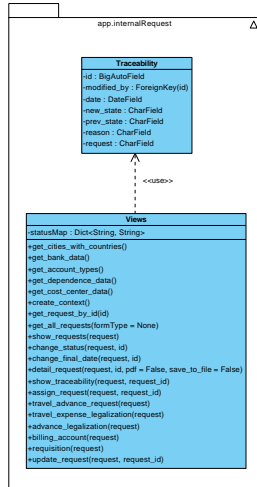 app.internalRequest
Traceability
-id : BigAutoField
-modified_by : ForeignKey(id)
-date : DateField
-new_state : CharField
-prev_state : CharField
-reason : CharField
-request : CharField
<<use>>
Views
-statusMap : Dict<String, String>
+get_cities_with_countries()
+get_bank_data()
+get_account_types()
+get_dependence_data()
+get_cost_center_data()
+create_context()
+get_request_by_id(id)
+get_all_requests(formType = None)
+show_requests(request)
+change_status(request, id)
+change_final_date(request, id)
+detail_request(request, id, pdf = False, save_to_file = False)
+show_traceability(request, request_id)
+assign_request(request, request_id)
+travel_advance_request(request)
+travel_expense_legalization(request)
+advance_legalization(request)
+billing_account(request)
+requisition(request)
+update_request(request, request_id)